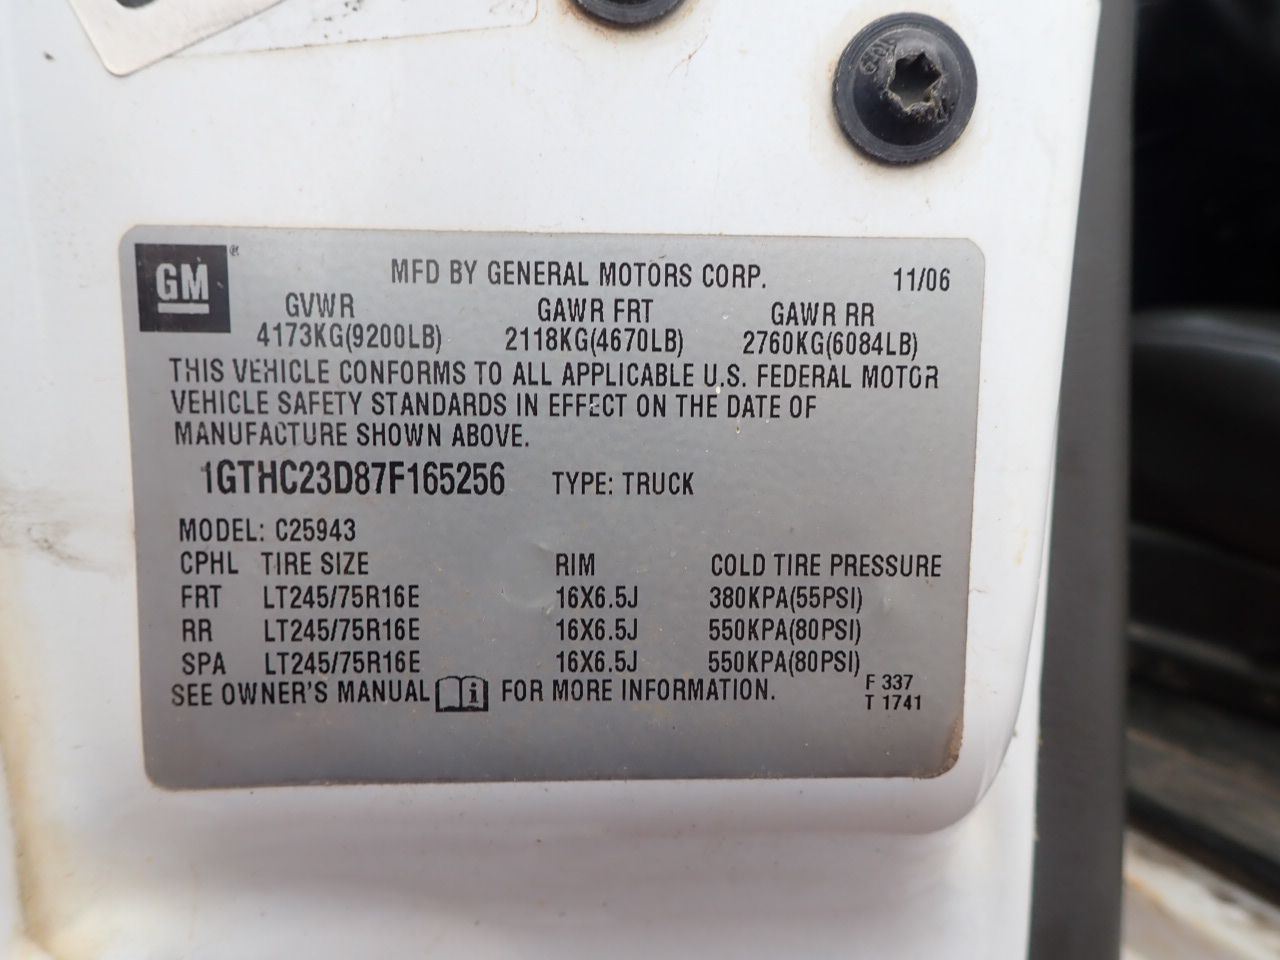 GM ®
MFD BY GENERAL MOTORS CORP. 11/06
GVWR GAWR FRT GAWR RR
4173KG(9200LB) 2118KG(4670LB) 2760KG(6084LB)
THIS VEHICLE CONFORMS TO ALL APPLICABLE U.S. FEDERAL MOTOR
VEHICLE SAFETY STANDARDS IN EFFECT ON THE DATE OF
MANUFACTURE SHOWN ABOVE.
1GTHC23D87F165256 TYPE: TRUCK
MODEL: C25943
CPHL TIRE SIZE RIM COLD TIRE PRESSURE
FRT LT245/75R16E 16X6.5J 380KPA(55PSI)
RR LT245/75R16E 16X6.5J 550KPA(80PSI)
SPA LT245/75R16E 16X6.5J 550KPA(80PSI)
SEE OWNER'S MANUAL i FOR MORE INFORMATION.
F 337
T 1741